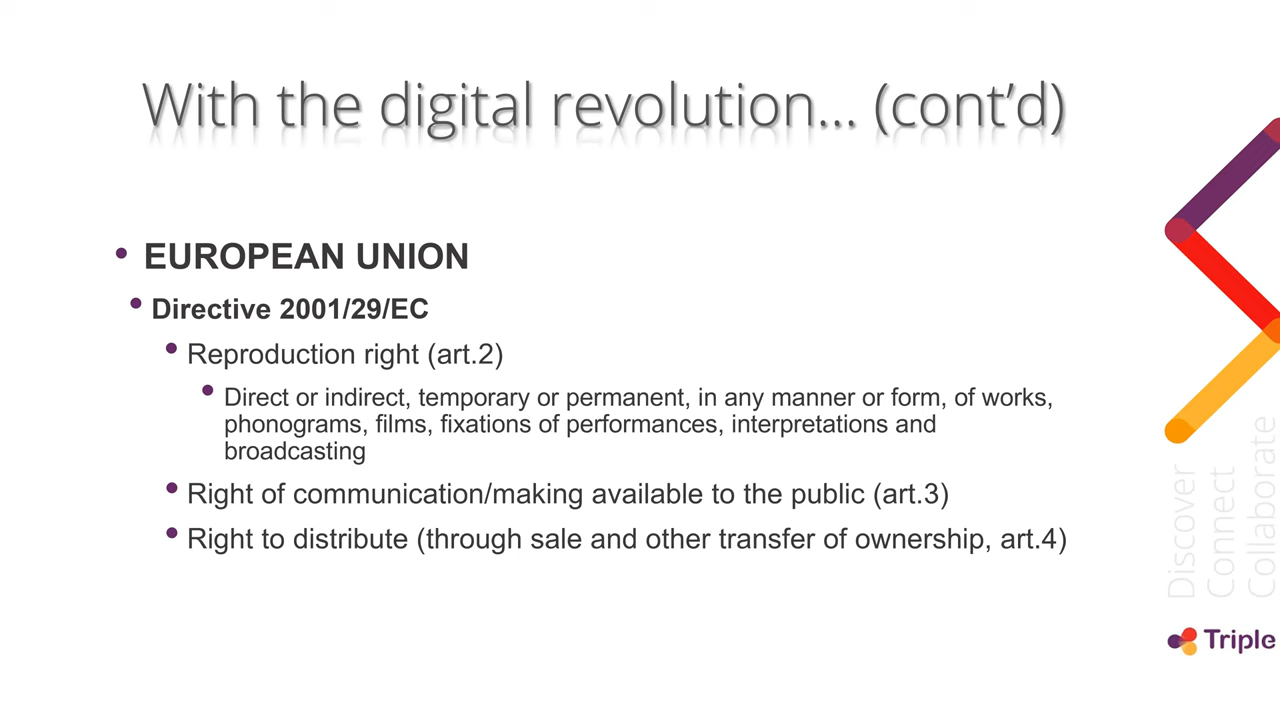 With the digital revolution... (cont’d)
• EUROPEAN UNION
• Directive 2001/29/EC
• Reproduction right (art.2)
• Direct or indirect, temporary or permanent, in any manner or form, of works,
phonograms, films, fixations of performances, interpretations and
broadcasting
• Right of communication/making available to the public (art.3)
• Right to distribute (through sale and other transfer of ownership, art.4)
Discover
Connect
Collaborate
Triple